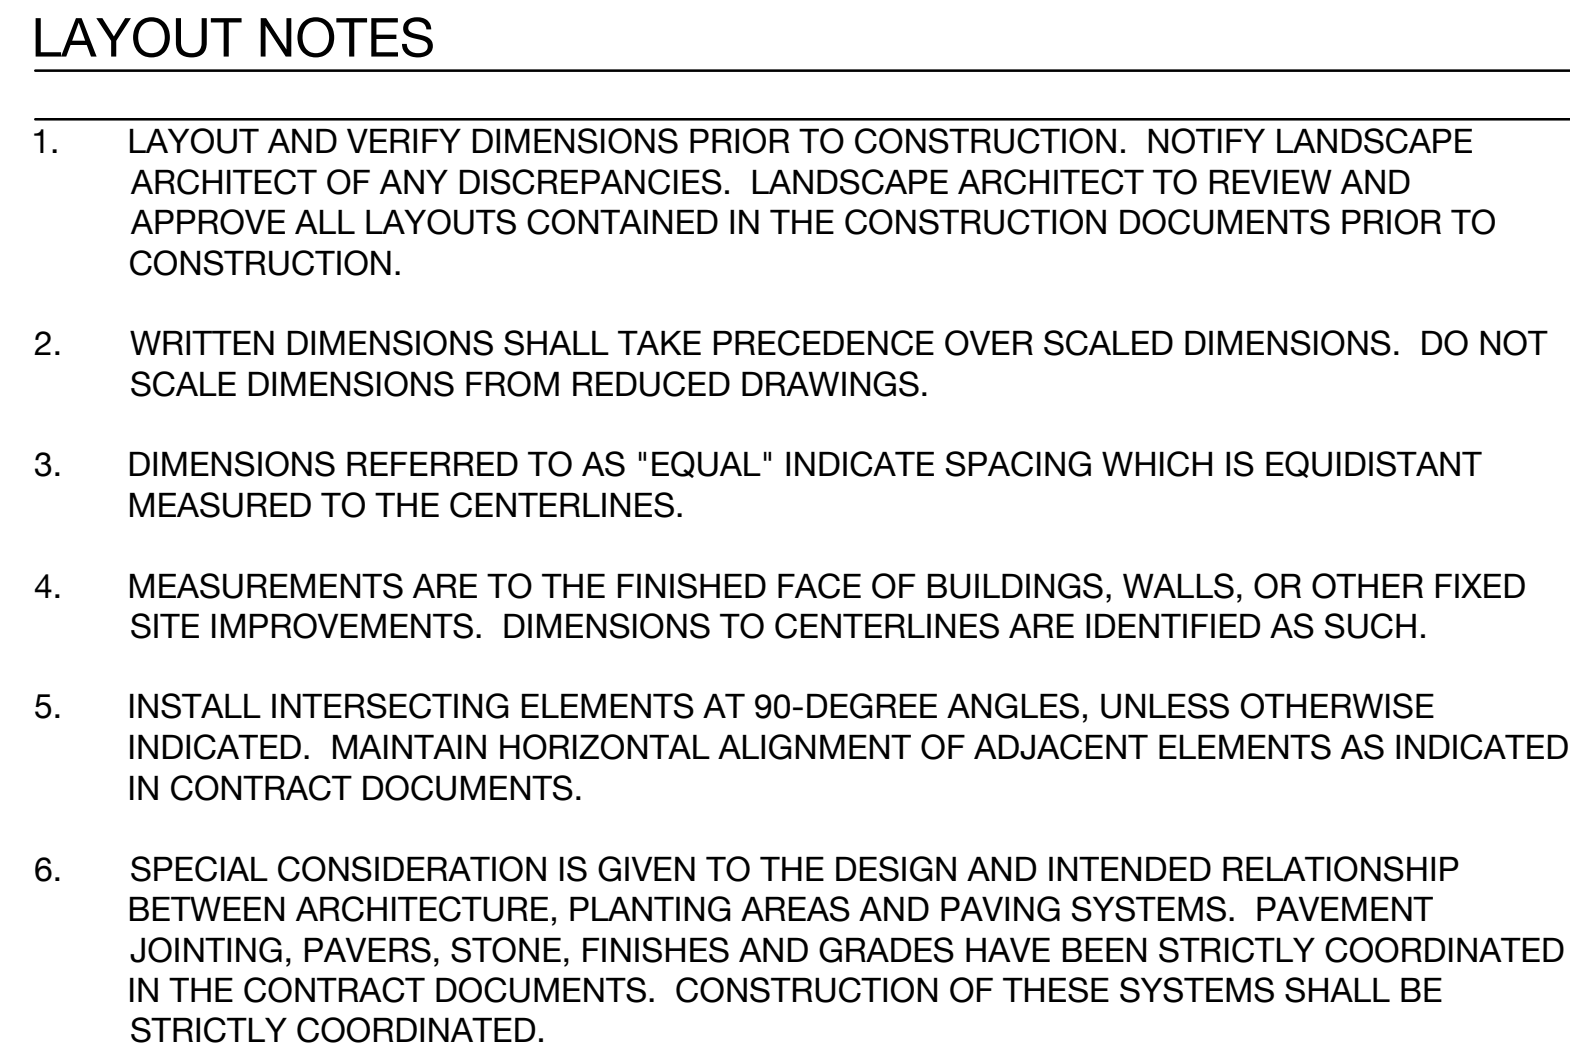 LAYOUT NOTES
1. LAYOUT AND VERIFY DIMENSIONS PRIOR TO CONSTRUCTION. NOTIFY LANDSCAPE
ARCHITECT OF ANY DISCREPANCIES. LANDSCAPE ARCHITECT TO REVIEW AND
APPROVE ALL LAYOUTS CONTAINED IN THE CONSTRUCTION DOCUMENTS PRIOR TO
CONSTRUCTION.
2. WRITTEN DIMENSIONS SHALL TAKE PRECEDENCE OVER SCALED DIMENSIONS. DO NOT
SCALE DIMENSIONS FROM REDUCED DRAWINGS.
3. DIMENSIONS REFERRED TO AS "EQUAL" INDICATE SPACING WHICH IS EQUIDISTANT
MEASURED TO THE CENTERLINES.
4. MEASUREMENTS ARE TO THE FINISHED FACE OF BUILDINGS, WALLS, OR OTHER FIXED
SITE IMPROVEMENTS. DIMENSIONS TO CENTERLINES ARE IDENTIFIED AS SUCH.
5. INSTALL INTERSECTING ELEMENTS AT 90-DEGREE ANGLES, UNLESS OTHERWISE
INDICATED. MAINTAIN HORIZONTAL ALIGNMENT OF ADJACENT ELEMENTS AS INDICATED
IN CONTRACT DOCUMENTS.
6. SPECIAL CONSIDERATION IS GIVEN TO THE DESIGN AND INTENDED RELATIONSHIP
BETWEEN ARCHITECTURE, PLANTING AREAS AND PAVING SYSTEMS. PAVEMENT
JOINTING, PAVERS, STONE, FINISHES AND GRADES HAVE BEEN STRICTLY COORDINATED
IN THE CONTRACT DOCUMENTS. CONSTRUCTION OF THESE SYSTEMS SHALL BE
STRICTLY COORDINATED.